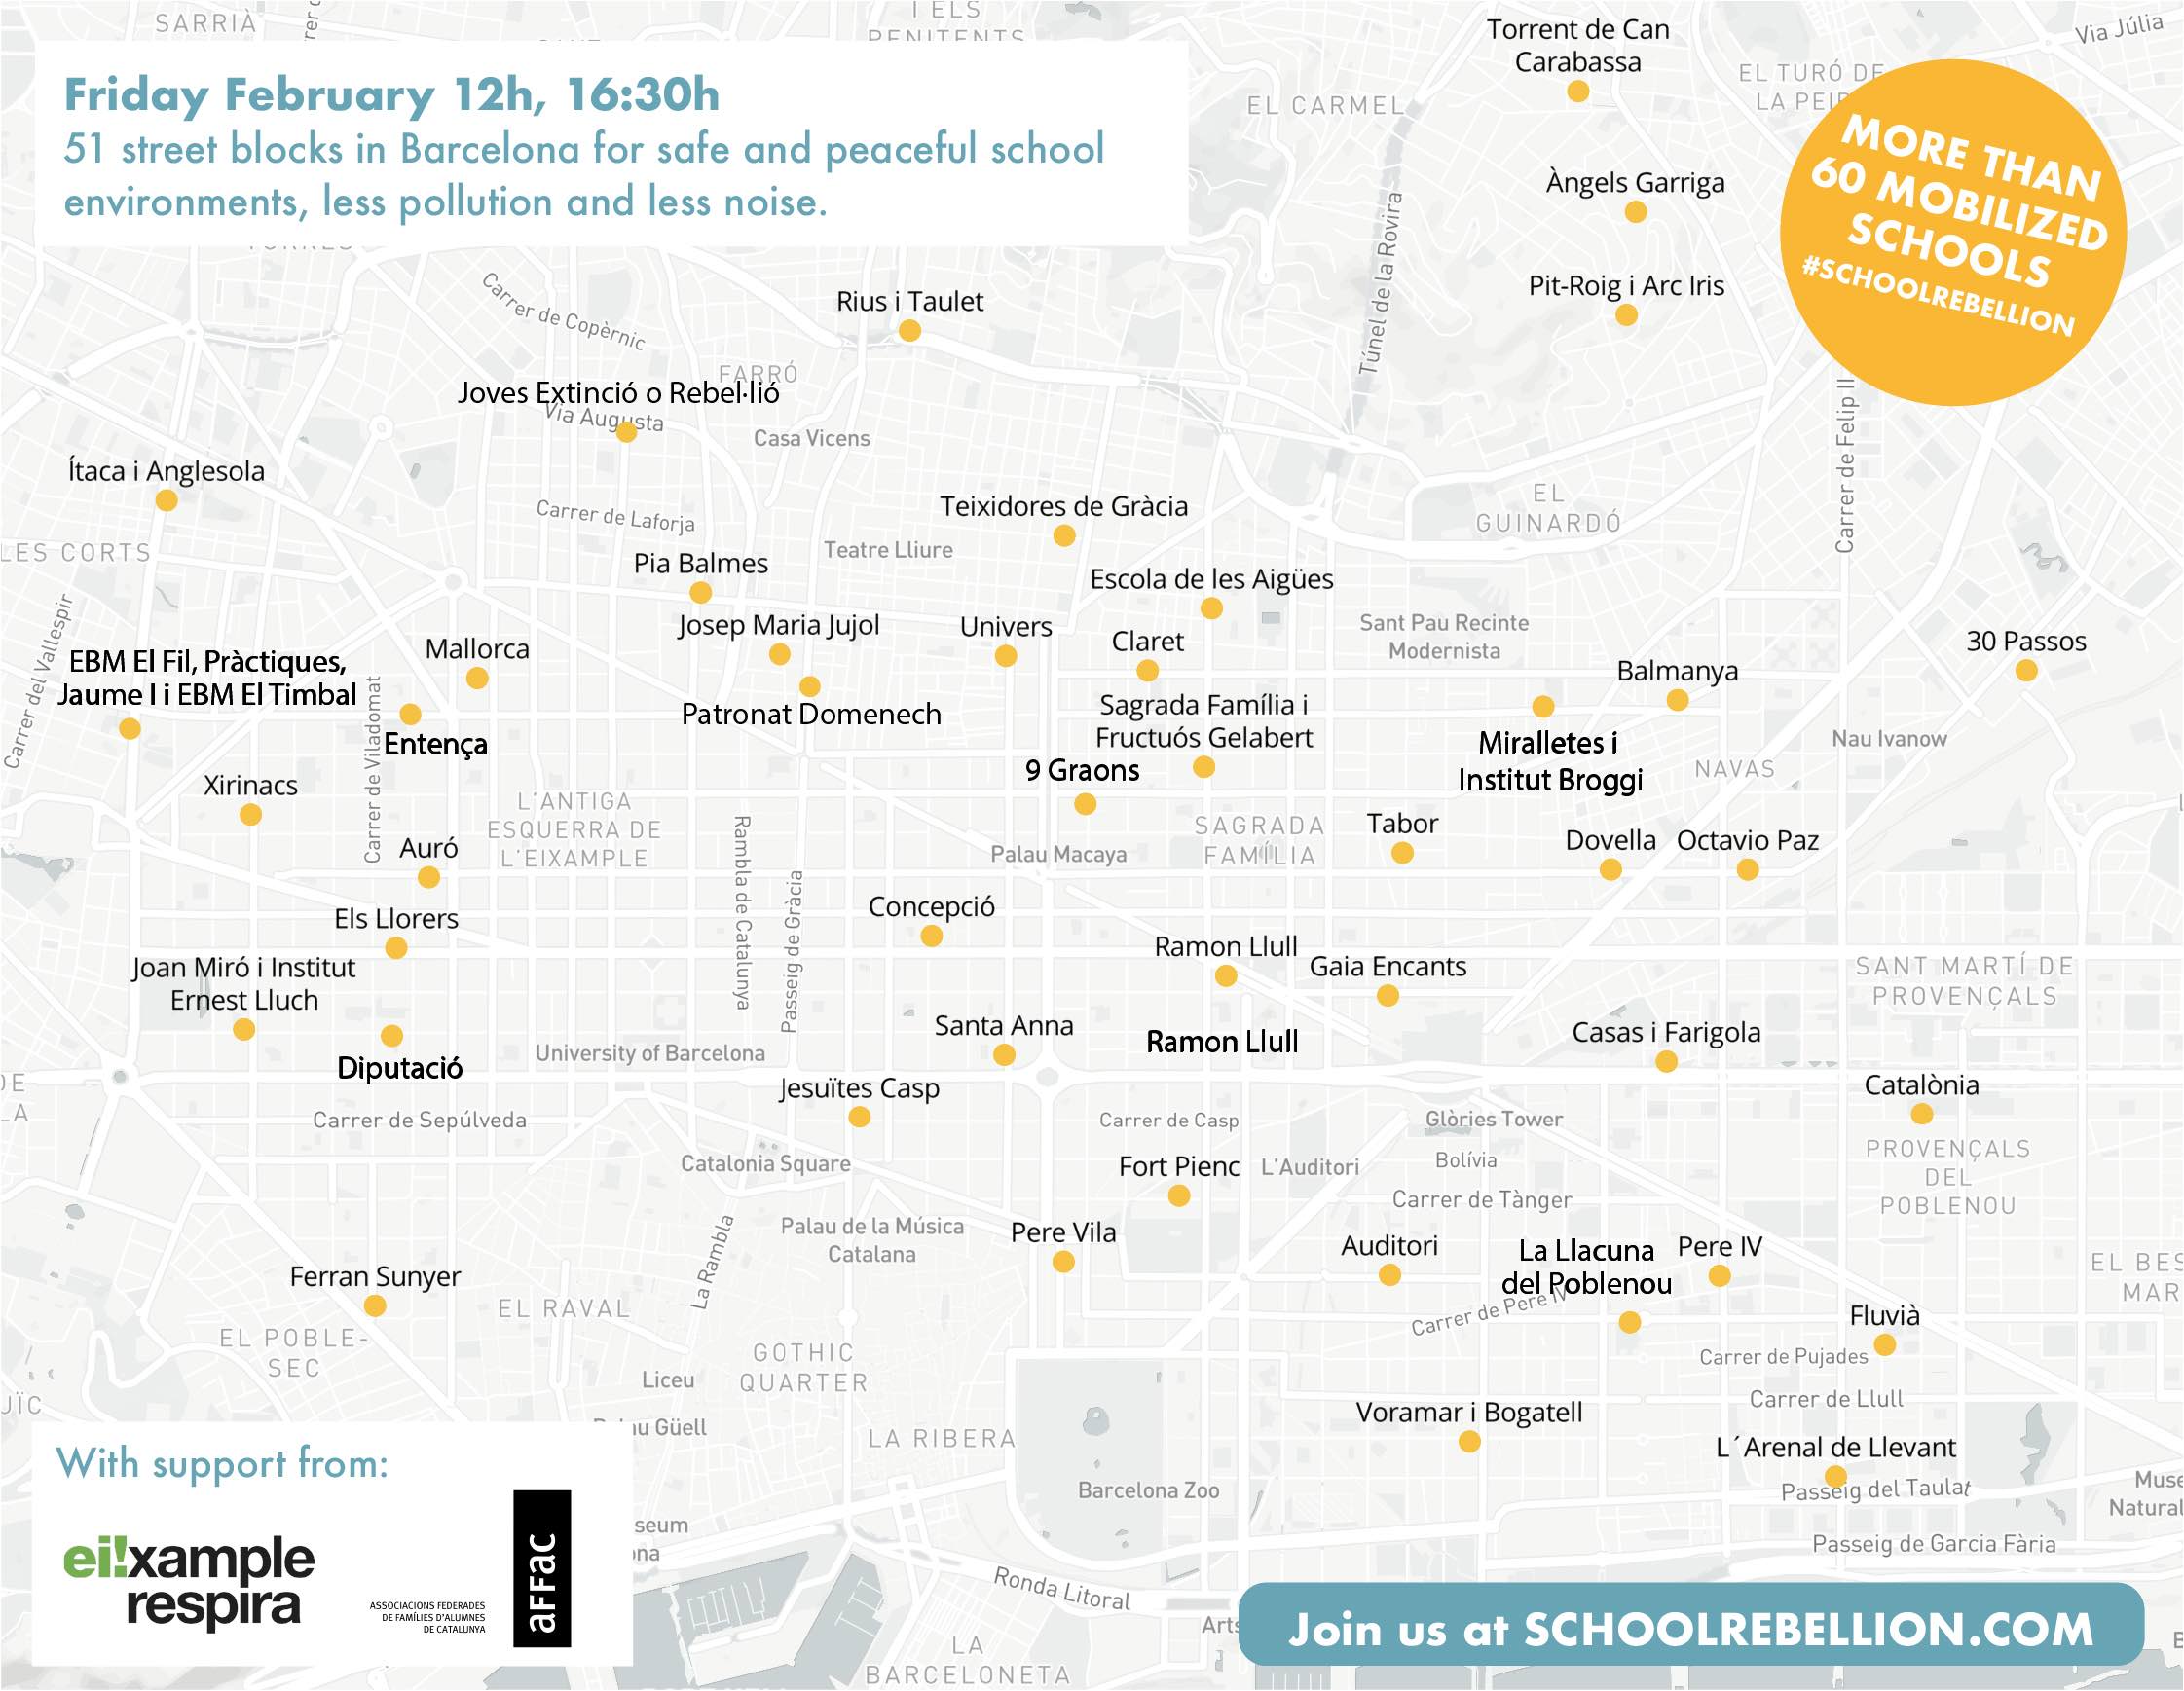 SARRIÀ
I ELS
PENITENTS
Friday February 12h, 16:30h
51 street blocks in Barcelona for safe and peaceful school
environments, less pollution and less noise.
Torrent de Can
Carabassa
Via Júlia
EL TURÓ DE
EL CARMEL
MORE THAN
60 MOBILIZED
SCHOOLS
#SCHOOLREBELLION
Àngels Garriga
Túnel de la Rovira
Pit-Roig i Arc Iris
Carrer de Copèrnic
Rius i Taulet
FARRÓ
Joves Extinció o Rebel·lió
Via Augusta
Casa Vicens
Carrer de Felip II
Ítaca i Anglesola
Carrer de Laforja
Teixidores de Gràcia
EL
GUINARDÓ
LES CORTS
Teatre Lliure
Pia Balmes
Escola de les Aigües
Carrer del Vallespir
Josep Maria Jujol
Univers
Claret
Sant Pau Recinte
Modernista
30 Passos
Mallorca
Balmanya
EBM El Fil, Pràctiques,
Jaume I i EBM El Timbal
Carrer de Viladomat
Entença
Patronat Domenech
Sagrada Família i
Fructuós Gelabert
9 Graons
Miralletes i
Institut Broggi
NAVAS
Nau Ivanow
Xirinacs
L'ANTIGA
ESQUERRA DE
L'EIXAMPLE
Rambla de Catalunya
Passeig de Gràcia
Palau Macaya
SAGRADA
FAMÍLIA
Tabor
Dovella
Octavio Paz
Auró
Els Llorers
Concepció
Ramon Llull
Gaia Encants
SANT MARTÍ DE
PROVENÇALS
Joan Miró i Institut
Ernest Lluch
Santa Anna
Ramon Llull
Casas i Farigola
Diputació
University of Barcelona
Jesuïtes Casp
Catalònia
DE
LA
Carrer de Sepúlveda
Carrer de Casp
Glòries Tower
PROVENÇALS
DEL
POBLENOU
Catalonia Square
Fort Pienc
L'Auditori
Bolívia
Carrer de Tànger
La Rambla
Palau de la Música
Catalana
Pere Vila
Auditori
La Llacuna
del Poblenou
Pere IV
Carrer de Pere IV
EL BES
MAR
Ferran Sunyer
EL RAVAL
Fluvià
EL POBLE-
SEC
GOTHIC
QUARTER
Carrer de Pujades
Liceu
Carrer de Llull
Voramar i Bogatell
au Güell
LA RIBERA
L´Arenal de Llevant
Passeig del Taulat
Barcelona Zoo
Muse
Natural
With support from:
seum
ona
Passeig de Garcia Fària
ei!xample
respira
ASSOCIACIONS FEDERADES
DE FAMÍLIES D'ALUMNES
DE CATALUNYA
aFFaC
Ronda Litoral
Arts
Join us at SCHOOLREBELLION.COM
LA
BARCELONETA